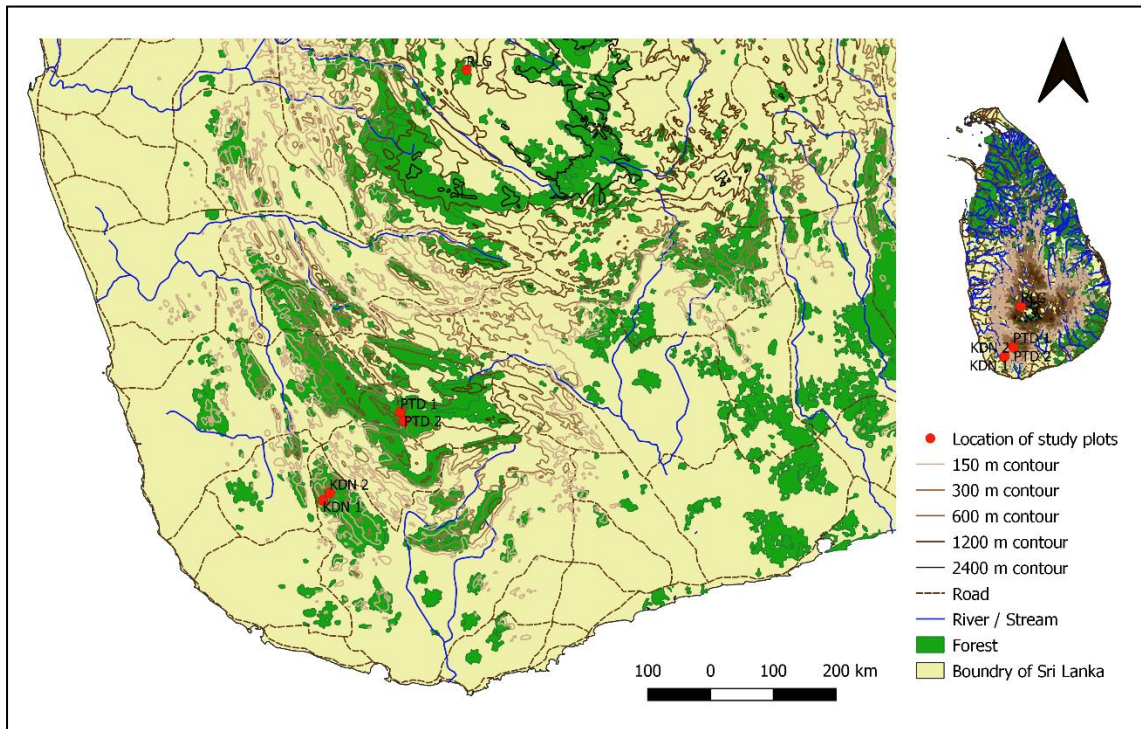 RLG
PTD 1
PTD 2
KDN 2
KDN 1
100 0 100 200 km
RLG
PTD 1
KDN 2
PTD 2
KDN 1
Location of study plots
150 m contour
300 m contour
600 m contour
1200 m contour
2400 m contour
Road
River / Stream
Forest
Boundry of Sri Lanka